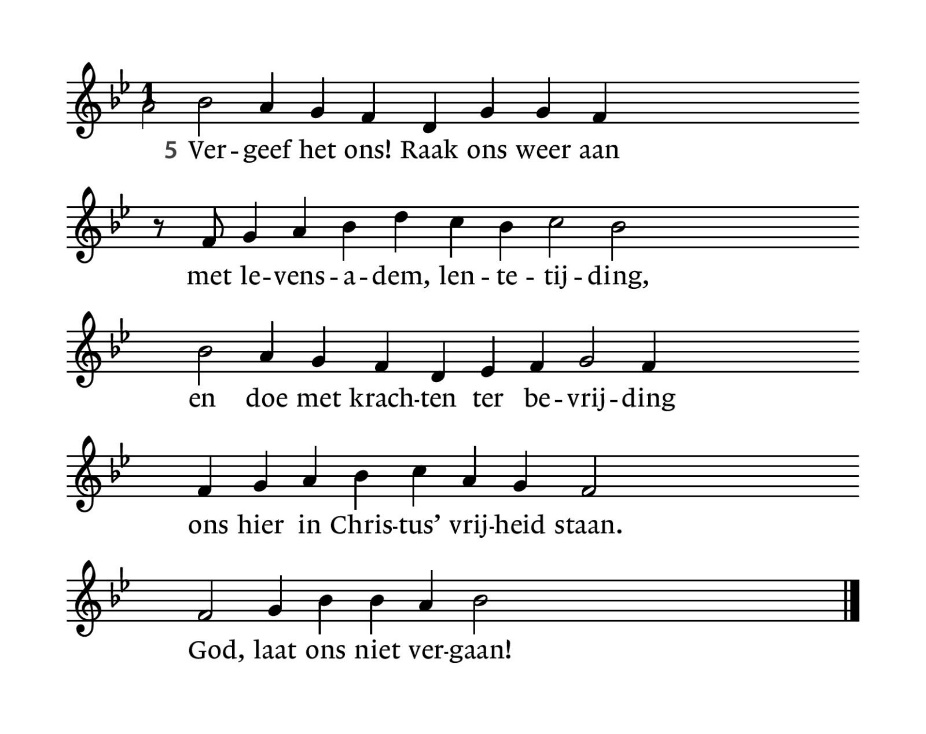 1
5 Ver-geef het ons! Raak ons weer aan
met le-vens-a-dem, len-te-tij-ding,
en doe met krach-ten ter be-vrij-ding
ons hier in Chris-tus’ vrij-heid staan.
God, laat ons niet ver-gaan!